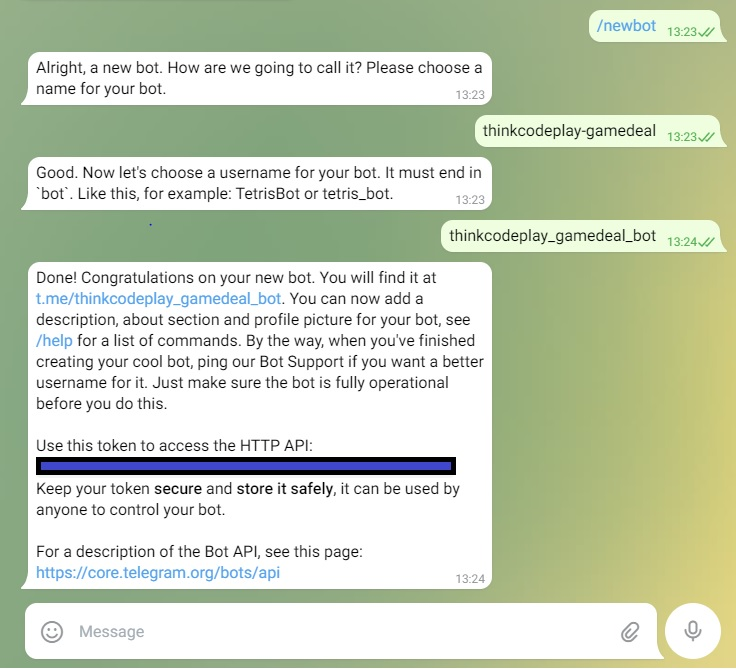 /newbot 13:23
Alright, a new bot. How are we going to call it? Please choose a
name for your bot.
13:23
thinkcodeplay-gamedeal 13:23
Good. Now let's choose a username for your bot. It must end in
`bot`. Like this, for example: TetrisBot or tetris_bot.
13:23
thinkcodeplay_gamedeal_bot 13:24
Done! Congratulations on your new bot. You will find it at
t.me/thinkcodeplay_gamedeal_bot. You can now add a
description, about section and profile picture for your bot, see
/help for a list of commands. By the way, when you've finished
creating your cool bot, ping our Bot Support if you want a better
username for it. Just make sure the bot is fully operational
before you do this.
Use this token to access the HTTP API:
Keep your token secure and store it safely, it can be used by
anyone to control your bot.
For a description of the Bot API, see this page:
https://core.telegram.org/bots/api
13:24
Message